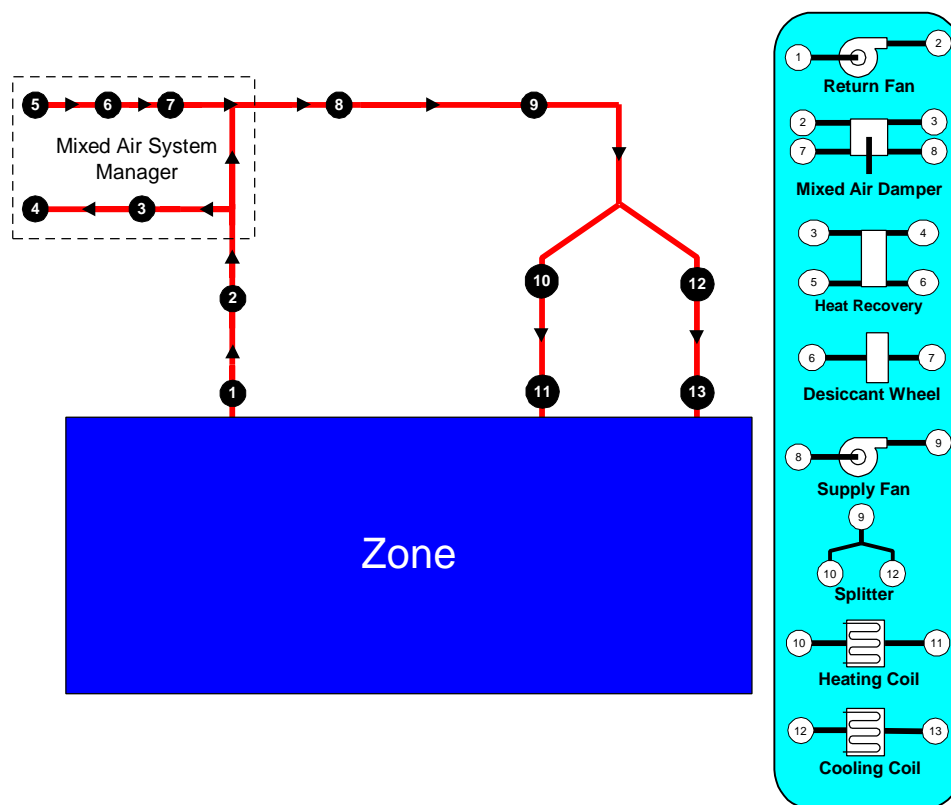 5 6 7 8 9
Mixed Air System
Manager
4 3
10 12
2
1 11 13
Zone
1 2
Return Fan
2 3
7 8
Mixed Air Damper
3 4
5 6
Heat Recovery
6 7
Desiccant Wheel
8 9
Supply Fan
9
10 12
Splitter
10 11
Heating Coil
12 13
Cooling Coil